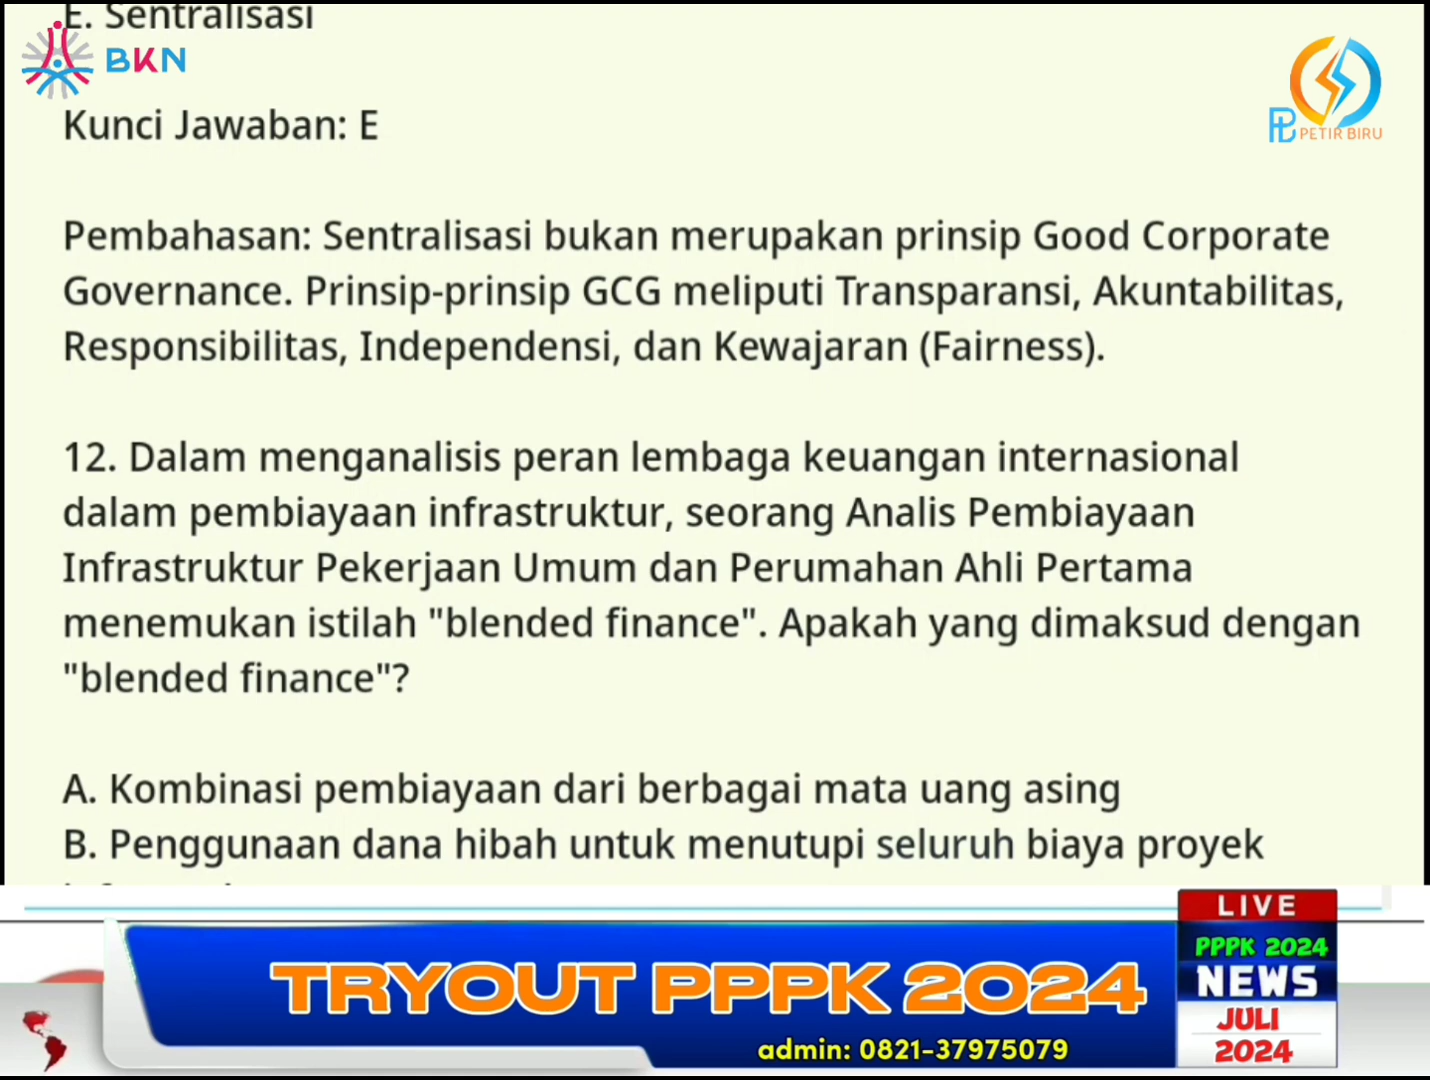 E. Sentralisasi
BKN
PETIR BIRU
Kunci Jawaban: E
Pembahasan: Sentralisasi bukan merupakan prinsip Good Corporate
Governance. Prinsip-prinsip GCG meliputi Transparansi, Akuntabilitas,
Responsibilitas, Independensi, dan Kewajaran (Fairness).
12. Dalam menganalisis peran lembaga keuangan internasional
dalam pembiayaan infrastruktur, seorang Analis Pembiayaan
Infrastruktur Pekerjaan Umum dan Perumahan Ahli Pertama
menemukan istilah "blended finance". Apakah yang dimaksud dengan
"blended finance"?
A. Kombinasi pembiayaan dari berbagai mata uang asing
B. Penggunaan dana hibah untuk menutupi seluruh biaya proyek
LIVE
PPPK 2024
NEWS
JULI
2024
TRYOUT PPPK 2024
admin: 0821-37975079